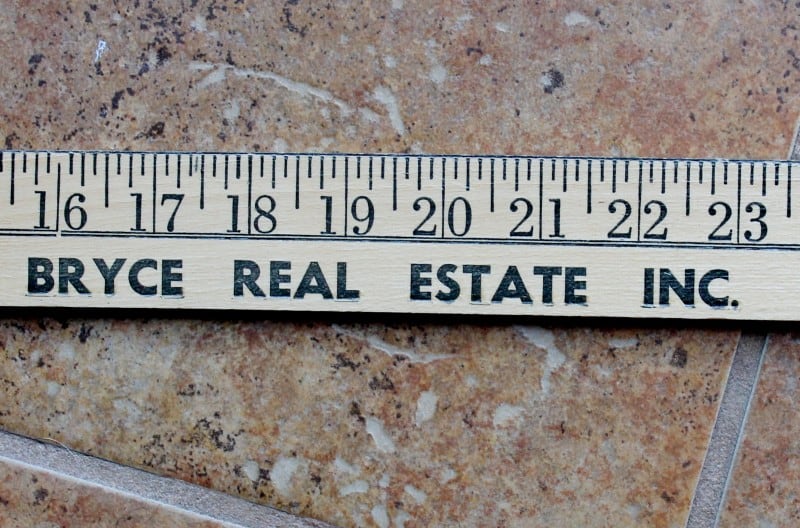 16 17 18 19 20 21 22 23
BRYCE REAL ESTATE INC.